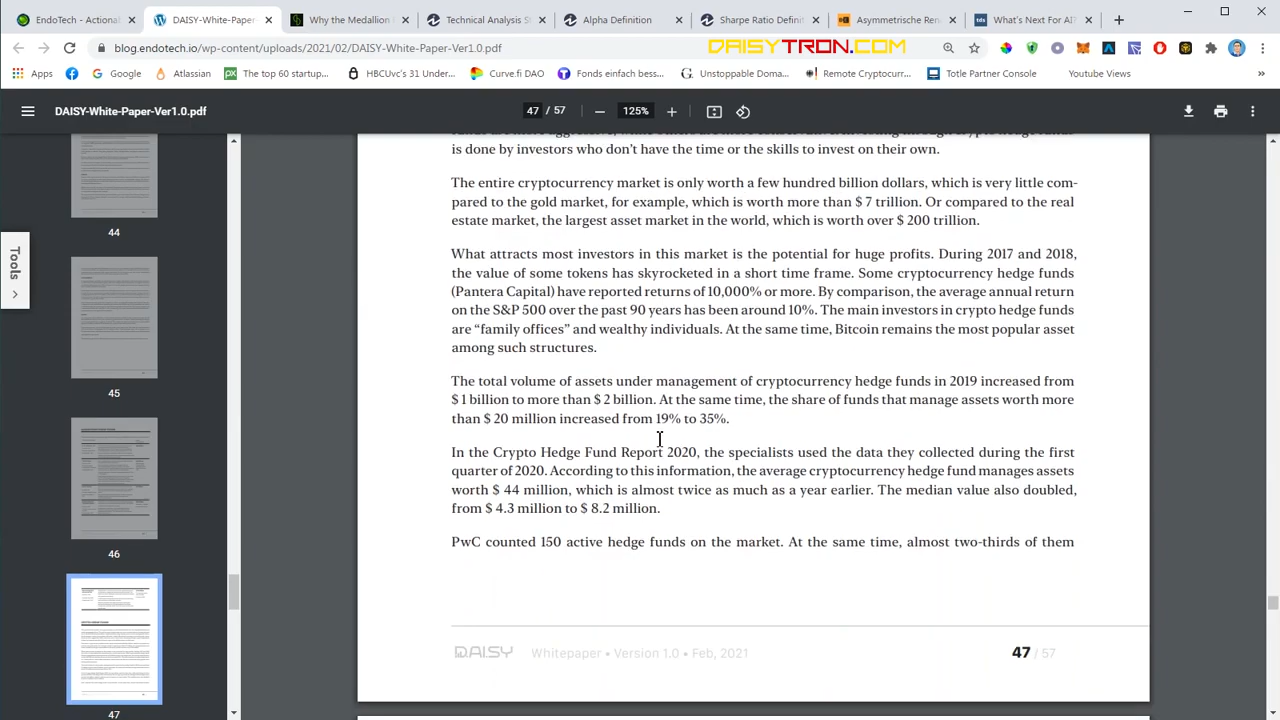 EndoTech - Actional
DAISY-White-Paper-
Why the Medallion F
Technical Analysis St
Alpha Definition
Sharpe Ratio Definit
Asymmetrische Ren
What's Next For AI?
blog.endotech.io/wp-content/uploads/2021/02/DAISY-White-Paper-Ver1.0.pdf
DAISYTRON.COM
Apps
Google
Atlassian
The top 60 startup...
HBCUvc's 31 Under...
Curve.fi DAO
Fonds einfach bess...
Unstoppable Doma...
Remote Cryptocurr...
Totle Partner Console
Youtube Views
DAISY-White-Paper-Ver1.0.pdf
47 / 57
125%
Tools
44
45
46
47
is done by investors who don't have the time or the skills to invest on their own.
The entire cryptocurrency market is only worth a few hundred billion dollars, which is very little com-
pared to the gold market, for example, which is worth more than $ 7 trillion. Or compared to the real
estate market, the largest asset market in the world, which is worth over $ 200 trillion.
What attracts most investors in this market is the potential for huge profits. During 2017 and 2018,
the value of some tokens has skyrocketed in a short time frame. Some cryptocurrency hedge funds
(Pantera Capital) have reported returns of 10,000% or more. By comparison, the average annual return
on the S&P 500 over the past 90 years has been around 10%. The main investors in crypto hedge funds
are “family offices” and wealthy individuals. At the same time, Bitcoin remains the most popular asset
among such structures.
The total volume of assets under management of cryptocurrency hedge funds in 2019 increased from
$ 1 billion to more than $ 2 billion. At the same time, the share of funds that manage assets worth more
than $ 20 million increased from 19% to 35%.
In the Crypto Hedge Fund Report 2020, the specialists used the data they collected during the first
quarter of 2020. According to this information, the average cryptocurrency hedge fund manages assets
worth $ 44 million, which is almost twice as much as a year earlier. The median value also doubled,
from $ 4.3 million to $ 8.2 million.
PwC counted 150 active hedge funds on the market. At the same time, almost two-thirds of them
DAISY Whitepaper • Version 1.0 • Feb, 2021
47 / 57